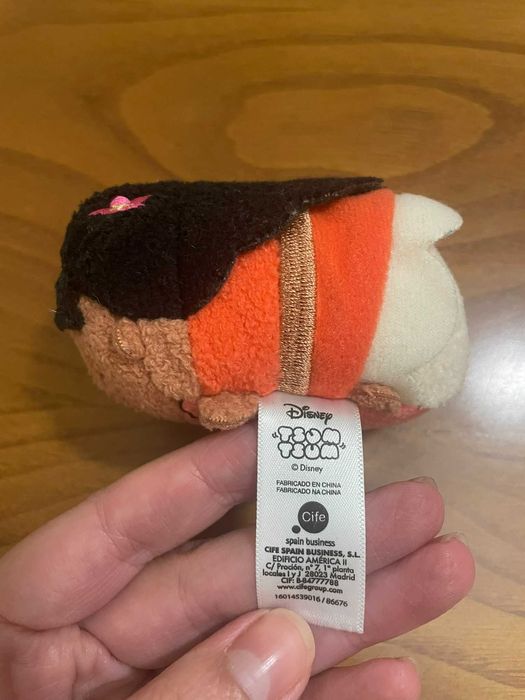 Disney
"TSUM
TSUM"
© Disney
FABRICADO EN CHINA
FABRICADO NA CHINA
Cife
spain business
CIFE SPAIN BUSINESS, S.L.
EDIFICIO AMÉRICA II
C/ Proción, nº 7, 1ª planta
locales I y J 28023 Madrid
CIF: B-84777788
www.cifegroup.com
16014539016 / 86676